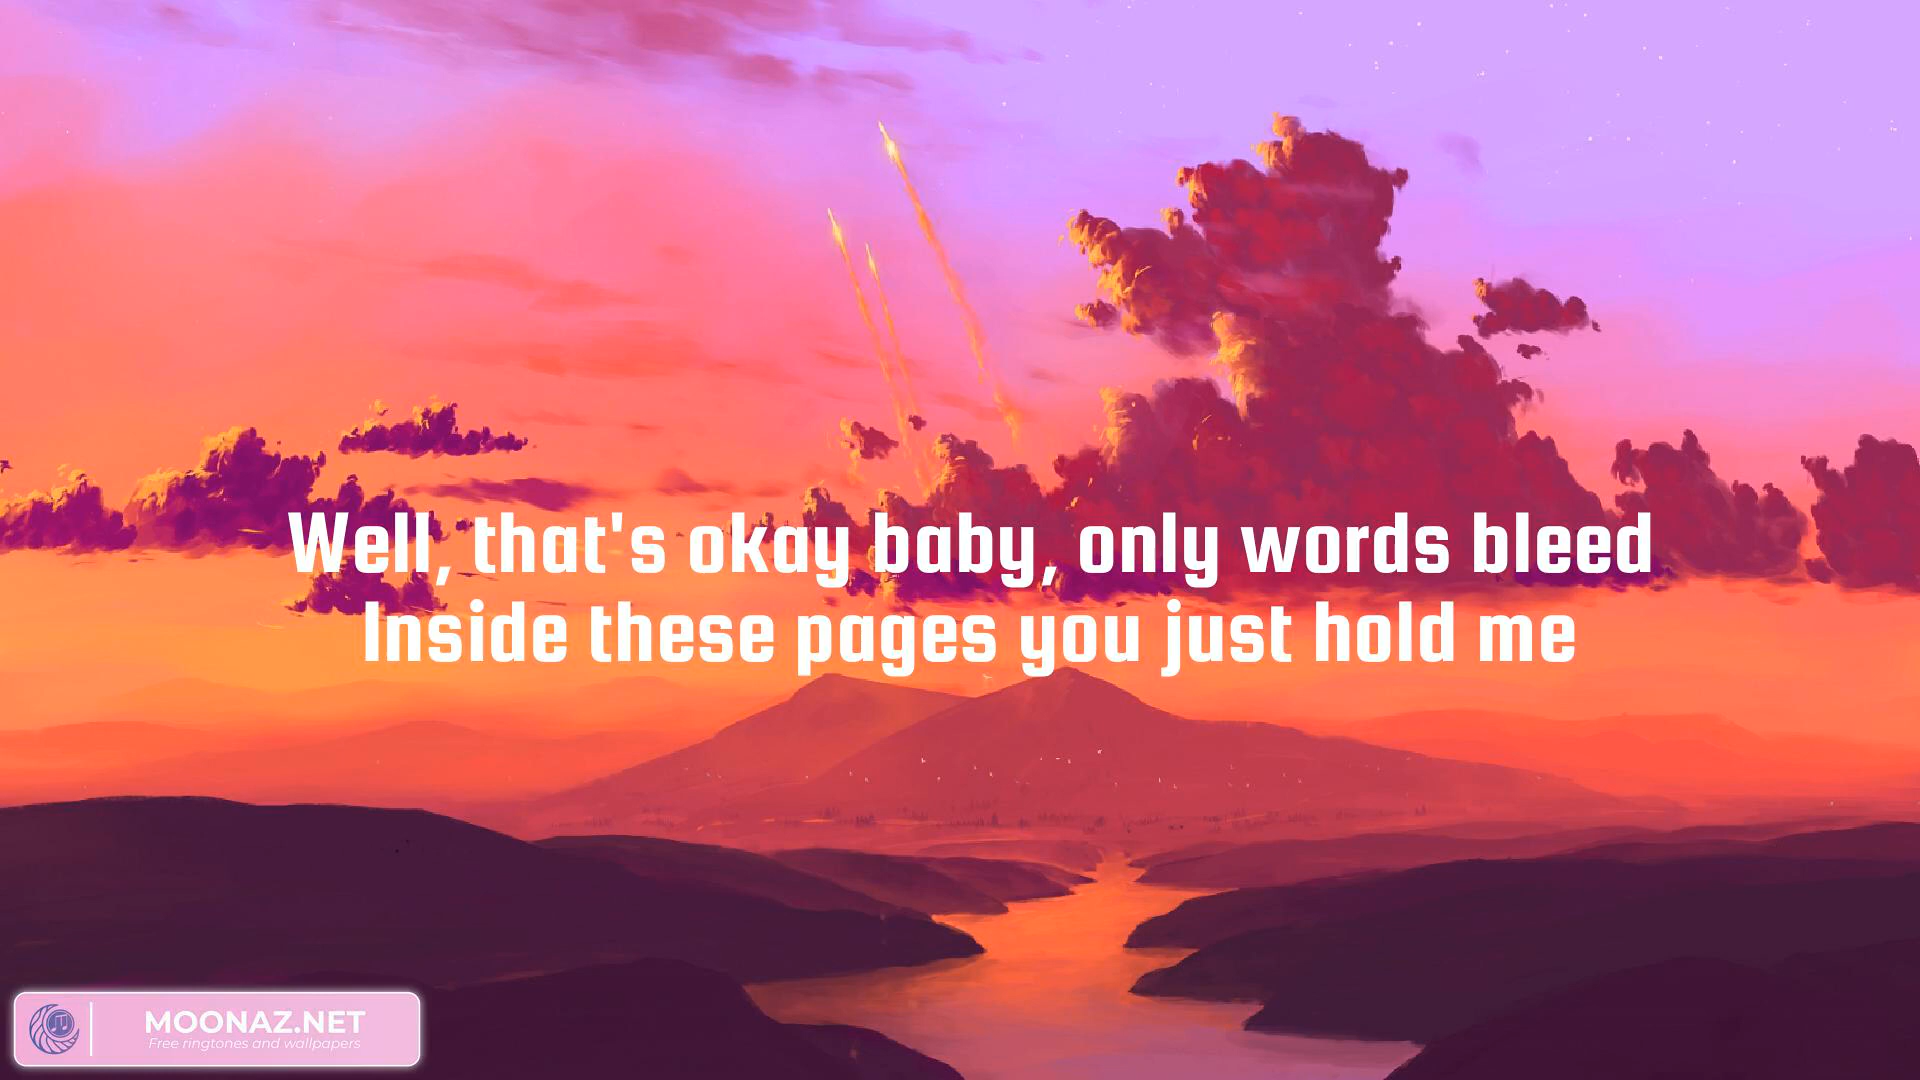 Well, that's okay baby, only words bleed
Inside these pages you just hold me
MOONAZ.NET
Free ringtones and wallpapers